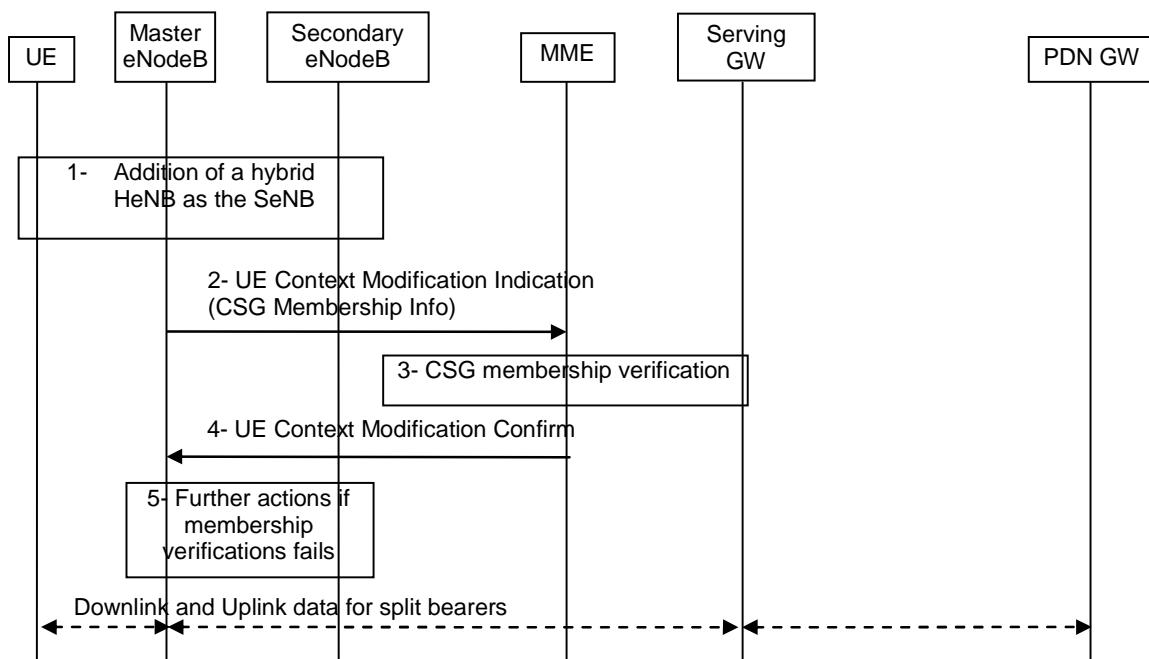 UE
Master
eNodeB
Secondary
eNodeB
MME
Serving
GW
PDN GW
1- Addition of a hybrid
HeNB as the SeNB
2- UE Context Modification Indication
(CSG Membership Info)
3- CSG membership verification
4- UE Context Modification Confirm
5- Further actions if
membership
verifications fails
Downlink and Uplink data for split bearers